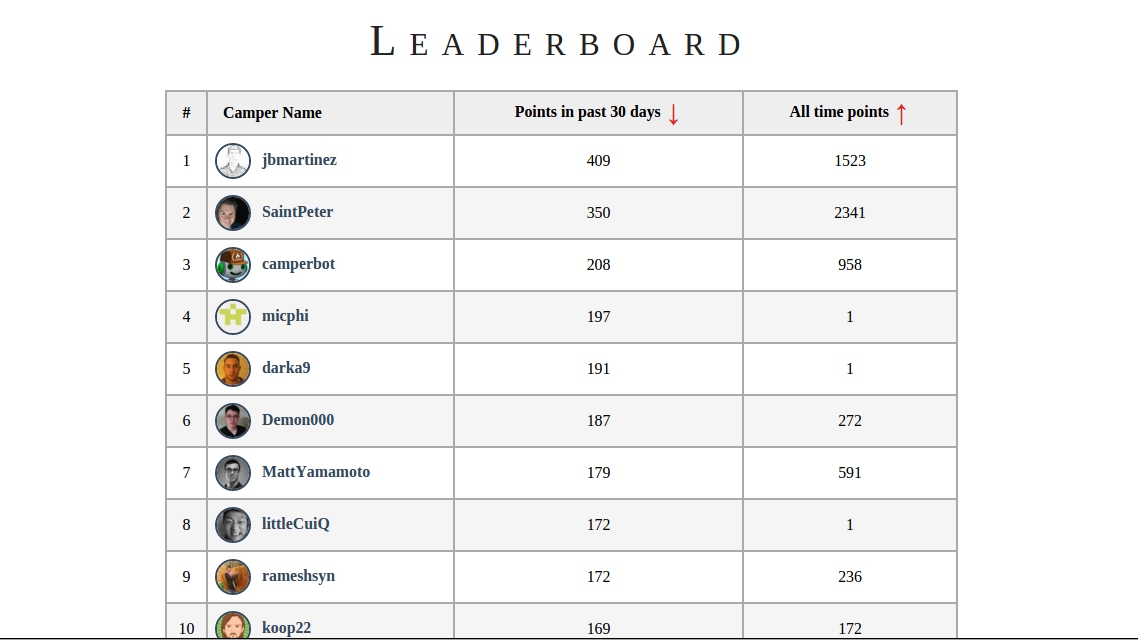 LEADERBOARD
# Camper Name Points in past 30 days ↓ All time points ↑
1 jbmartinez 409 1523
2 SaintPeter 350 2341
3 camperbot 208 958
4 micphi 197 1
5 darka9 191 1
6 Demon000 187 272
7 MattYamamoto 179 591
8 littleCuiQ 172 1
9 rameshsyn 172 236
10 koop22 169 172